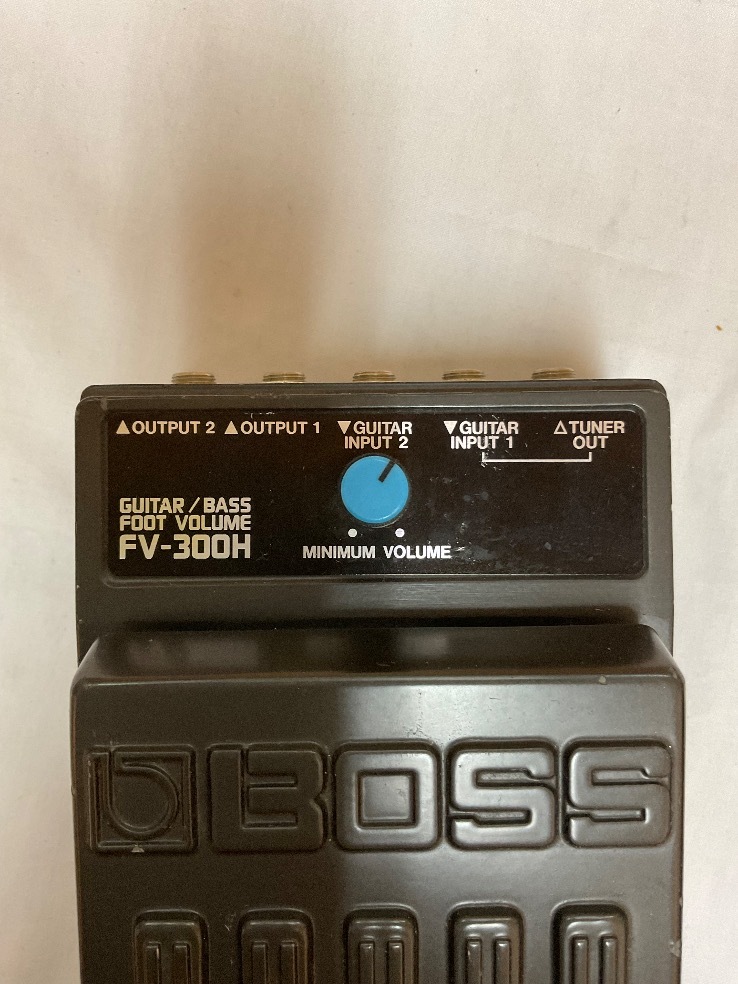 ▲OUTPUT 2 ▲OUTPUT 1 ▼GUITAR INPUT 2 ▼GUITAR INPUT 1 △TUNER OUT
GUITAR / BASS
FOOT VOLUME
FV-300H
MINIMUM VOLUME
BOSS